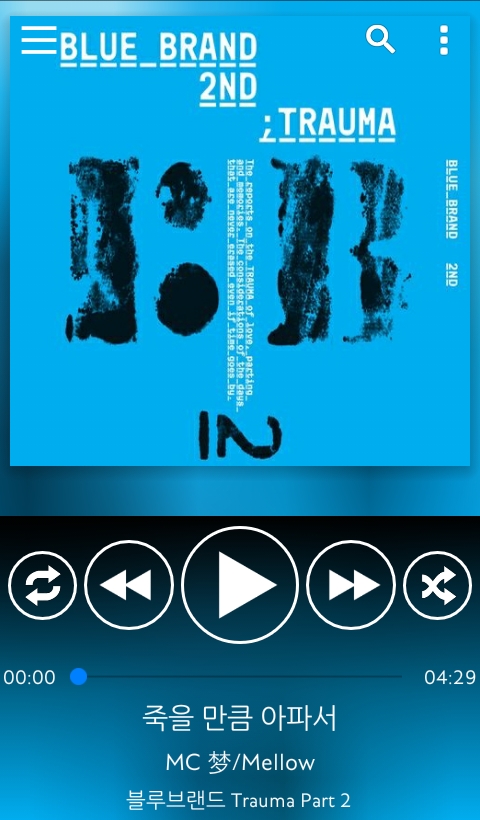 BLUE_BRAND
2ND
;TRAUMA
BLUE_BRAND 2ND
The reports on the TRAUMA of love, parting
and memories. The considerations of the days
that are never erased even if time goes by.
00:00
04:29
죽을 만큼 아파서
MC 梦/Mellow
블루브랜드 Trauma Part 2